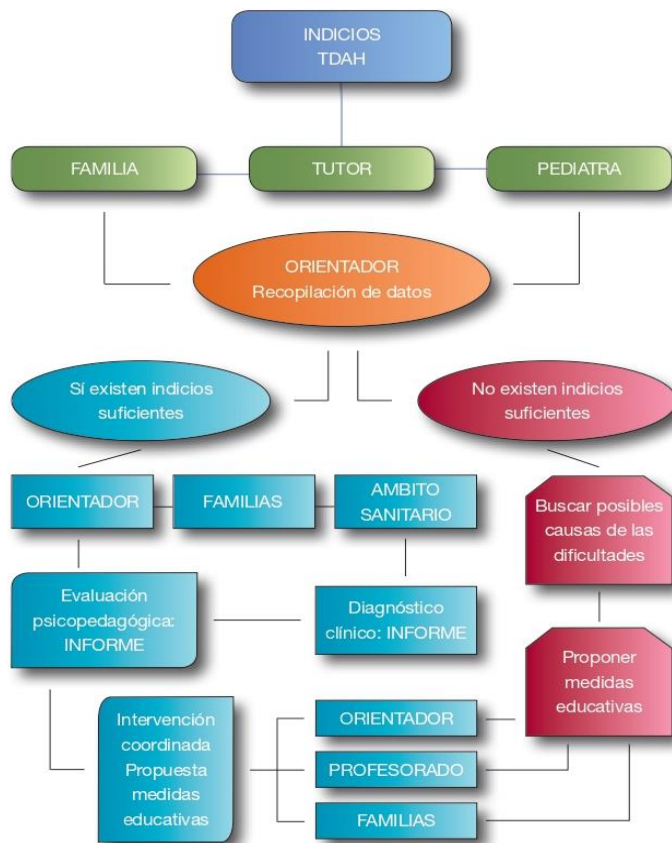 INDICIOS
TDAH
FAMILIA
TUTOR
PEDIATRA
ORIENTADOR
Recopilación de datos
Sí existen indicios
suficientes
No existen indicios
suficientes
ORIENTADOR
FAMILIAS
AMBITO
SANITARIO
Buscar posibles
causas de las
dificultades
Evaluación
psicopedagógica:
INFORME
Diagnóstico
clínico: INFORME
Proponer
medidas
educativas
Intervención
coordinada
Propuesta
medidas
educativas
ORIENTADOR
PROFESORADO
FAMILIAS